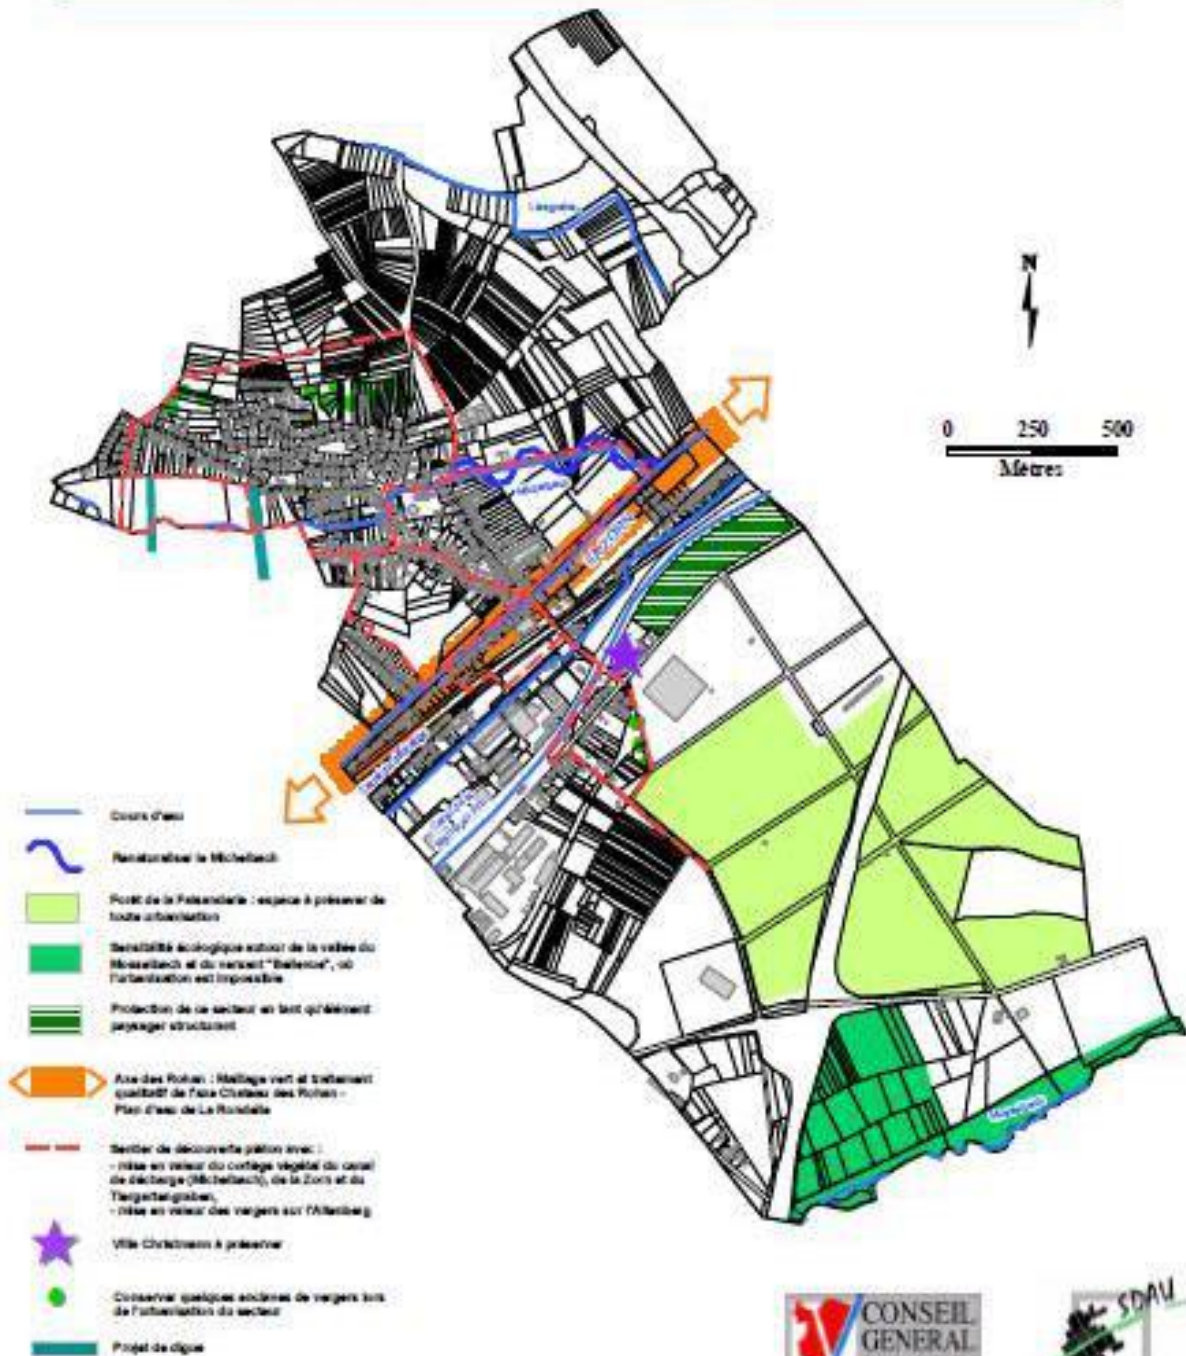 N
0 250 500
Mètres
Cours d'eau
Renaturaliser le Michelbach
Forêt de la Faisanderie : espace à préserver de
toute urbanisation
Sensibilité écologique autour de la vallée du
Mosselbach et du versant "Bellevue", où
l'urbanisation est impossible
Protection de ce secteur en tant qu'élément
paysager structurant
Axe des Rohan : Maillage vert et traitement
qualitatif de l'axe Chateau des Rohan -
Plan d'eau de La Rondelle
Sentier de découverte piéton avec :
- mise en valeur du cortège végétal du canal
de décharge (Michelbach), de la Zorn et du
Tiergartengraben,
- mise en valeur des vergers sur l'Altenberg
Villa Christmann à préserver
Conserver quelques enclaves de vergers lors
de l'urbanisation du secteur
Projet de digue
CONSEIL
GENERAL
SDAU